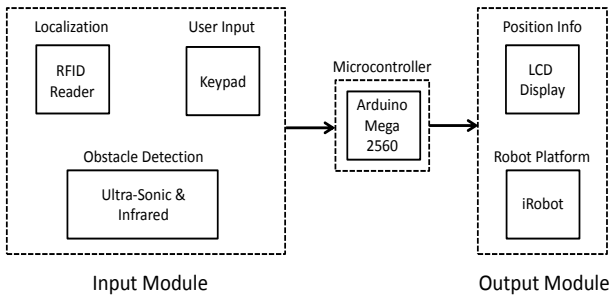 Localization
RFID
Reader
User Input
Keypad
Obstacle Detection
Ultra-Sonic &
Infrared
Input Module
Microcontroller
Arduino
Mega
2560
Position Info
LCD
Display
Robot Platform
iRobot
Output Module